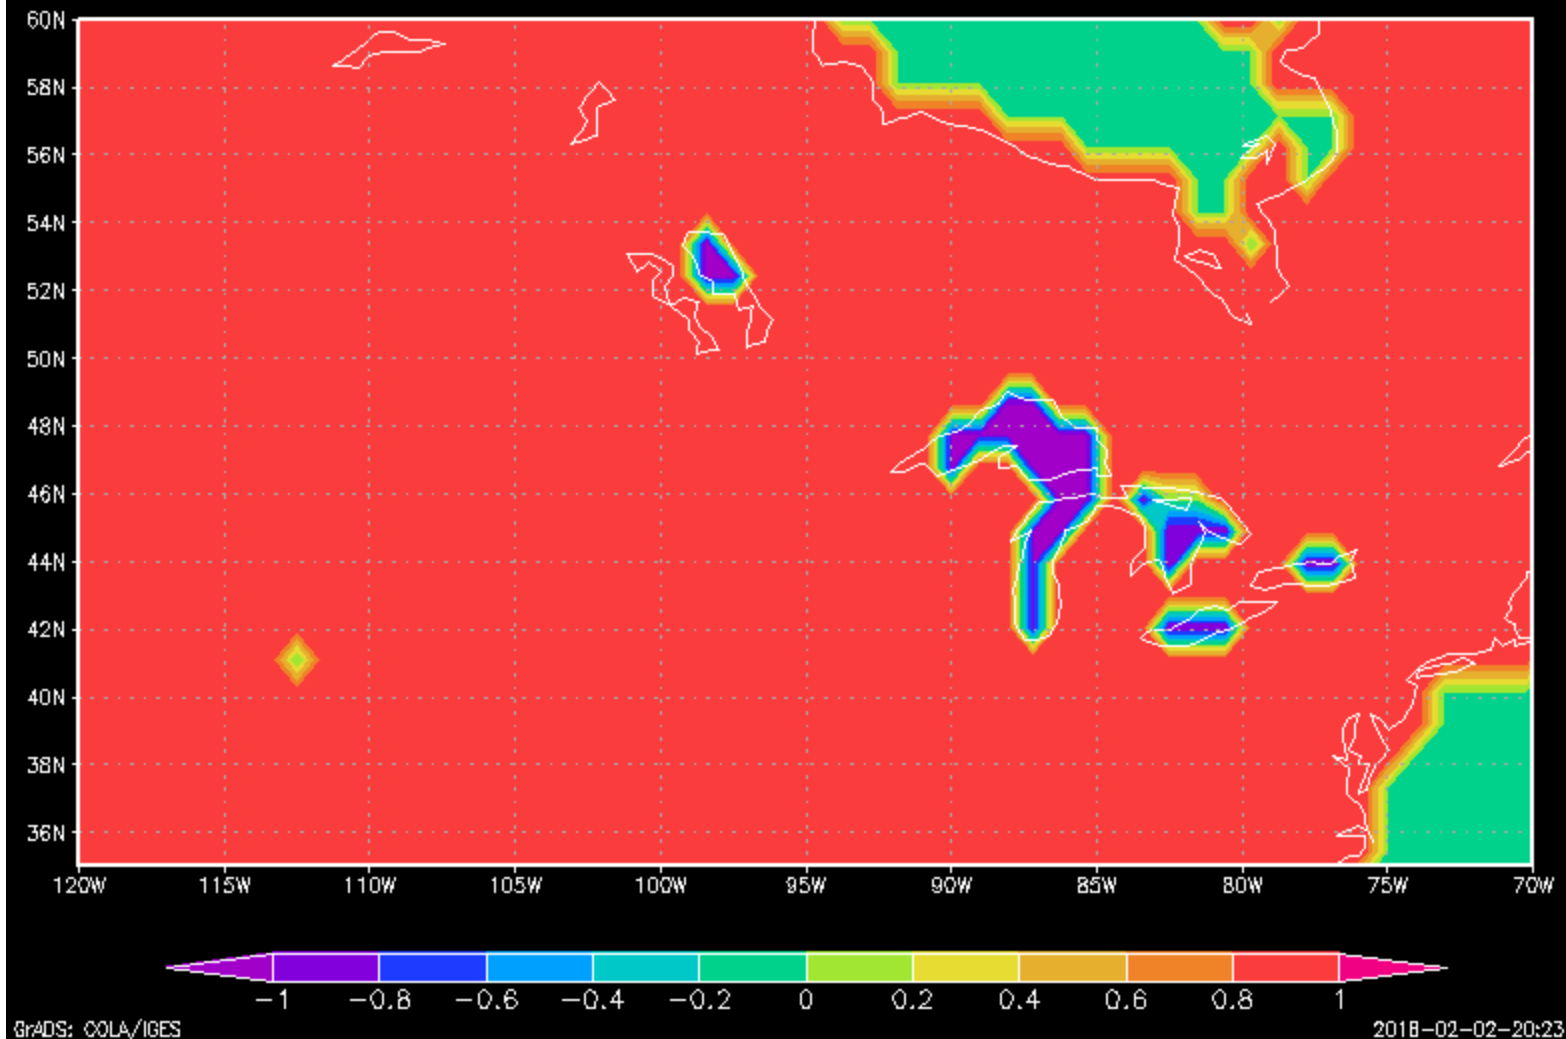 60N
58N
56N
54N
52N
50N
48N
46N
44N
42N
40N
38N
36N
120W 115W 110W 105W 100W 95W 90W 85W 80W 75W 70W
-1 -0.8 -0.6 -0.4 -0.2 0 0.2 0.4 0.6 0.8 1
GrADS: COLA/IGES 2018-02-02-20:23